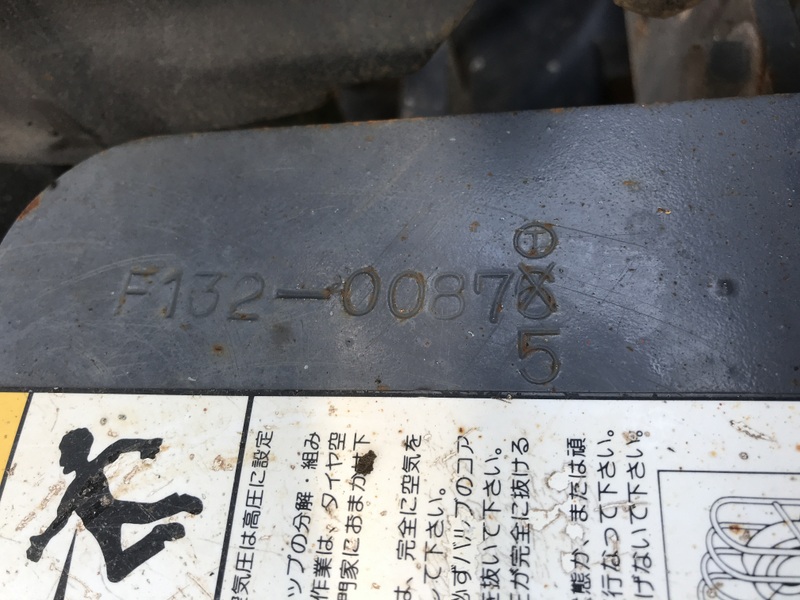 F132-0087
5
気圧は高圧に設定
ップの分解・組み
作業は、タイヤ空
門家におまかせ下
は、完全に空気を
って下さい。
必ずバルブのコア
を抜いて下さい。
が完全に抜ける
態か、または頑
行なって下さい。
げないで下さい。